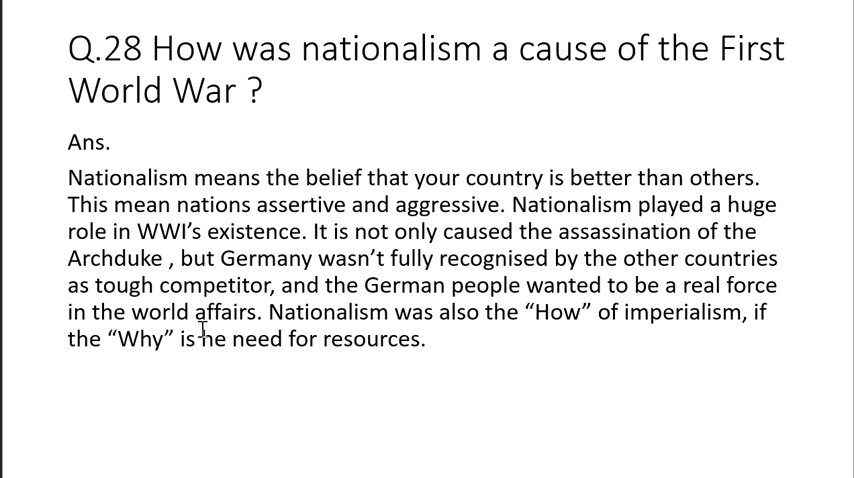 Q.28 How was nationalism a cause of the First
World War ?
Ans.
Nationalism means the belief that your country is better than others.
This mean nations assertive and aggressive. Nationalism played a huge
role in WWI’s existence. It is not only caused the assassination of the
Archduke , but Germany wasn’t fully recognised by the other countries
as tough competitor, and the German people wanted to be a real force
in the world affairs. Nationalism was also the “How” of imperialism, if
the “Why” is he need for resources.